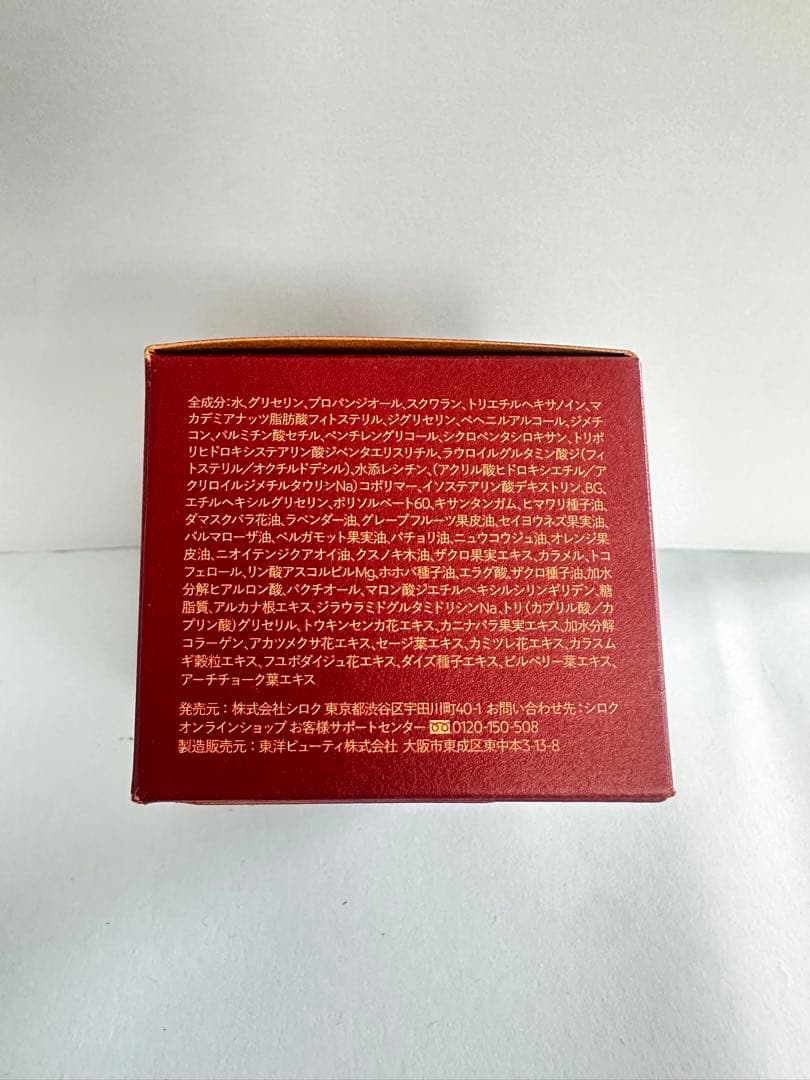 全成分:水、グリセリン、プロパンジオール、スクワラン、トリエチルヘキサノイン、マ
カデミアナッツ脂肪酸フィトステリル、ジグリセリン、ベヘニルアルコール、ジメチ
コン、パルミチン酸セチル、ペンチレングリコール、シクロペンタシロキサン、トリポ
リヒドロキシステアリン酸ジペンタエリスリチル、ラウロイルグルタミン酸ジ(フィ
トステリル/オクチルドデシル)、水添レシチン、(アクリル酸ヒドロキシエチル/ア
クリロイルジメチルタウリンNa)コポリマー、イソステアリン酸デキストリン、BG、
エチルヘキシルグリセリン、ポリソルベート60、キサンタンガム、ヒマワリ種子油、
ダマスクバラ花油、ラベンダー油、グレープフルーツ果皮油、セイヨウネズ果実油、
パルマローザ油、ベルガモット果実油、パチョリ油、ニュウコウジュ油、オレンジ果
皮油、ニオイテンジクアオイ油、クスノキ木油、ザクロ果実エキス、カラメル、トコ
フェロール、リン酸アスコルビルMg、ホホバ種子油、エラグ酸、ザクロ種子油、加水
分解ヒアルロン酸、バクチオール、マロン酸ジエチルヘキシルシリンギリデン、糖
脂質、アルカナ根エキス、ジラウラミドグルタミドリシンNa、トリ(カプリル酸/カ
プリン酸)グリセリル、トウキンセンカ花エキス、カニナバラ果実エキス、加水分解
コラーゲン、アカツメクサ花エキス、セージ葉エキス、カミツレ花エキス、カラスム
ギ穀粒エキス、フユボダイジュ花エキス、ダイズ種子エキス、ビルベリー葉エキス、
アーチチョーク葉エキス
発売元:株式会社シロク 東京都渋谷区宇田川町40-1 お問い合わせ先:シロク
オンラインショップ お客様サポートセンター 0120-150-508
製造販売元:東洋ビューティ株式会社 大阪市東成区東中本3-13-8